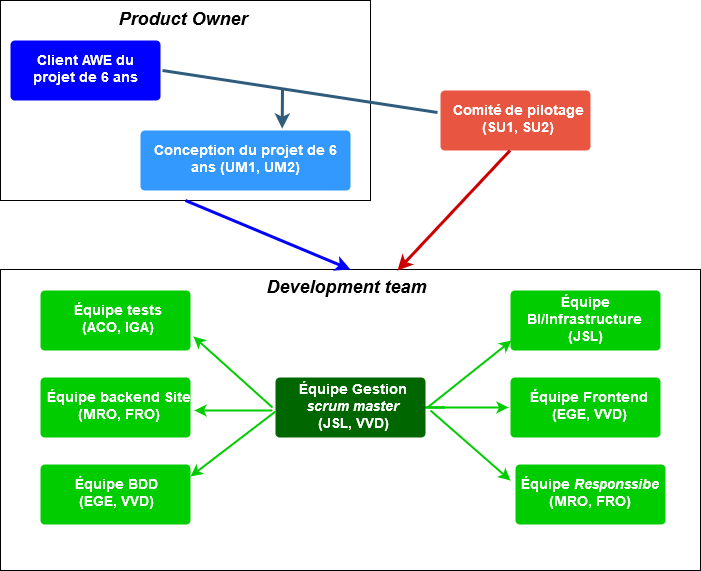 Product Owner
Client AWE du
projet de 6 ans
Comité de pilotage
(SU1, SU2)
Conception du projet de 6
ans (UM1, UM2)
Development team
Équipe tests
(ACO, IGA)
Équipe
BI/Infrastructure
(JSL)
Équipe backend Site
(MRO, FRO)
Équipe Gestion
scrum master
(JSL, VVD)
Équipe Frontend
(EGE, VVD)
Équipe BDD
(EGE, VVD)
Équipe Responssibe
(MRO, FRO)